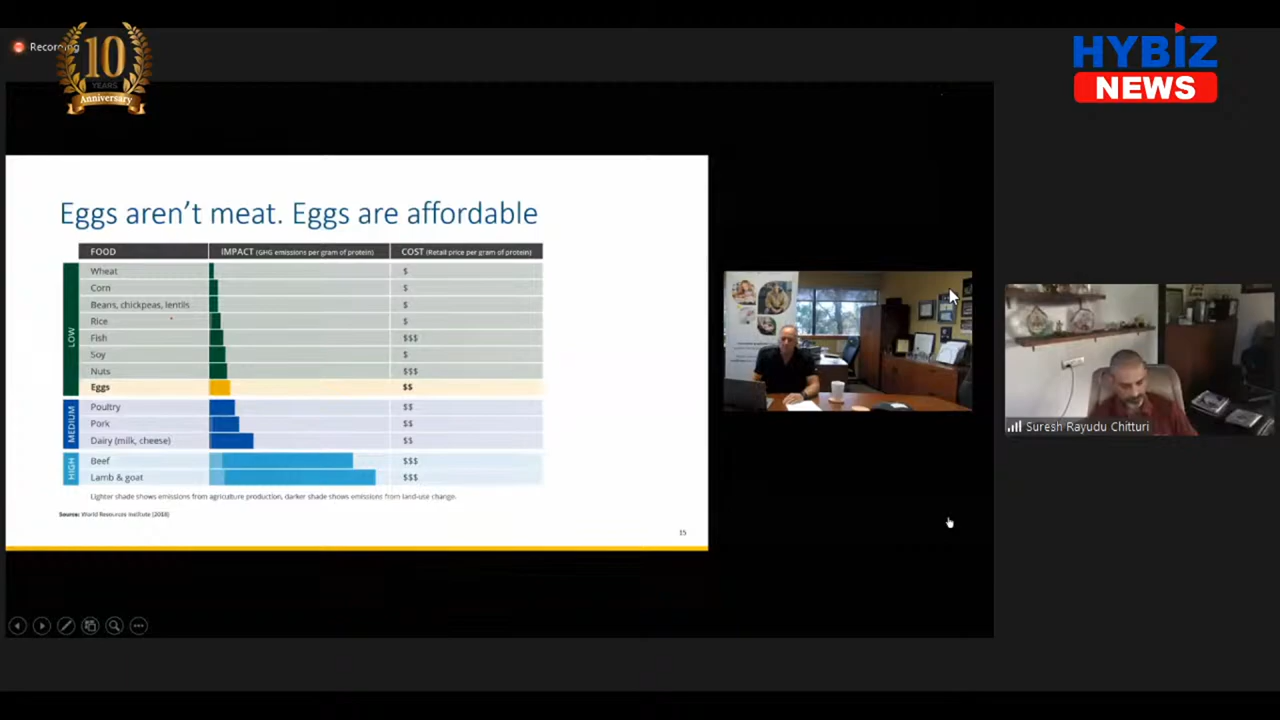 Recording
10
YEARS
Anniversary
HYBIZ
NEWS
Eggs aren't meat. Eggs are affordable
FOOD IMPACT (GHG emissions per gram of protein) COST (Retail price per gram of protein)
LOW
Wheat $
Corn $
Beans, chickpeas, lentils $
Rice $
Fish $$$
Soy $
Nuts $$$
Eggs $$
MEDIUM
Poultry $$
Pork $$
Dairy (milk, cheese) $$
HIGH
Beef $$$
Lamb & goat $$$
Lighter shade shows emissions from agriculture production, darker shade shows emissions from land-use change.
Source: World Resources Institute (2018)
15
Suresh Rayudu Chitturi